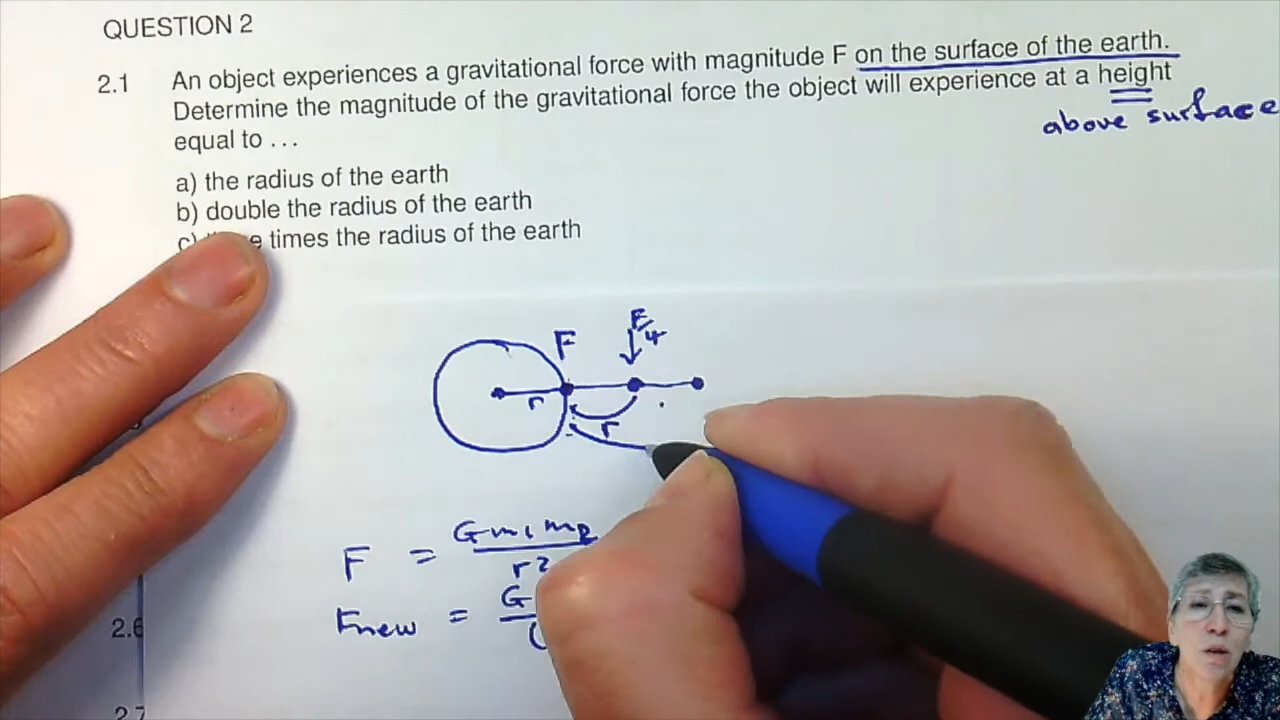 QUESTION 2
2.1 An object experiences a gravitational force with magnitude F on the surface of the earth.
Determine the magnitude of the gravitational force the object will experience at a height
above surface
equal to . . .
a) the radius of the earth
b) double the radius of the earth
c) times the radius of the earth
F
F/4
r
r
F = Gm1m2/r²
Fnew = G
2.6
2.7